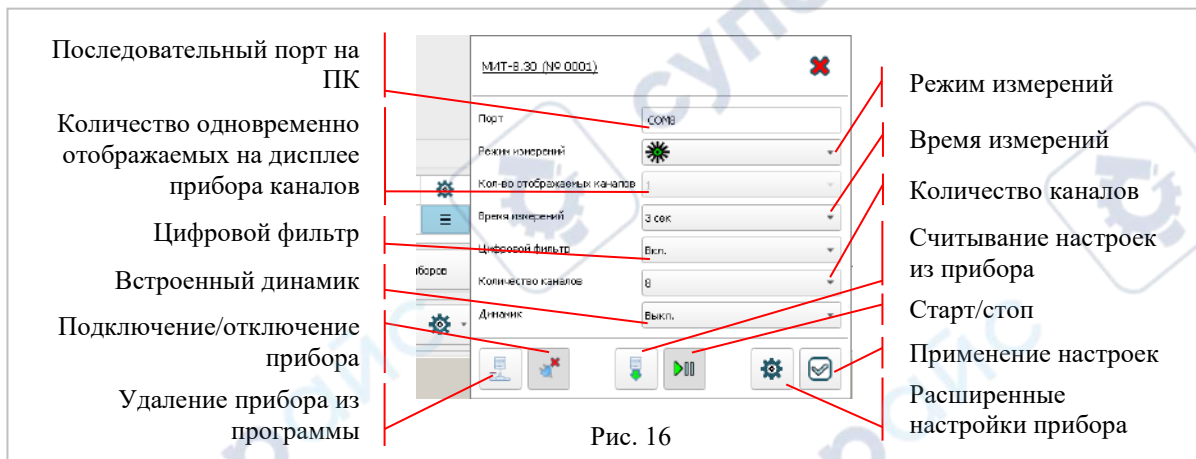 Последовательный порт на
ПК
Количество одновременно
отображаемых на дисплее
прибора каналов
Цифровой фильтр
Встроенный динамик
Подключение/отключение
прибора
Удаление прибора из
программы
МИТ-8.30 (№ 0001)
Порт
COM8
Режим измерений
Кол-во отображаемых каналов
Время измерений
3 сек
Цифровой фильтр
Вкл.
Количество каналов
8
Динамик
Выкл.
иборов
Режим измерений
Время измерений
Количество каналов
Считывание настроек
из прибора
Старт/стоп
Применение настроек
Расширенные
настройки прибора
Рис. 16